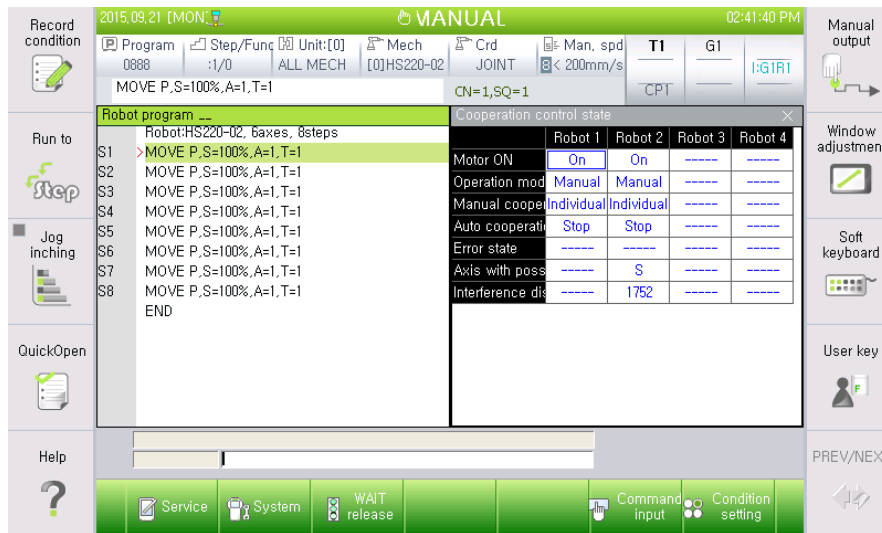 Record condition
2015,09,21 [MON]
MANUAL
02:41:40 PM
Manual output
Program 0888
Step/Func :1/0
Unit:[0] ALL MECH
Mech [0]HS220-02
Crd JOINT
Man, spd 8 < 200mm/s
T1
G1
CP1
I:G1R1
MOVE P,S=100%,A=1,T=1
CN=1,SQ=1
Run to
Step
Jog inching
QuickOpen
Help
Robot program __
Robot:HS220-02, 6axes, 8steps
S1 >MOVE P,S=100%,A=1,T=1
S2 MOVE P,S=100%,A=1,T=1
S3 MOVE P,S=100%,A=1,T=1
S4 MOVE P,S=100%,A=1,T=1
S5 MOVE P,S=100%,A=1,T=1
S6 MOVE P,S=100%,A=1,T=1
S7 MOVE P,S=100%,A=1,T=1
S8 MOVE P,S=100%,A=1,T=1
END
Cooperation control state
Robot 1 Robot 2 Robot 3 Robot 4
Motor ON On On ----- -----
Operation mod Manual Manual ----- -----
Manual cooper Individual Individual ----- -----
Auto cooperati Stop Stop ----- -----
Error state ----- ----- ----- -----
Axis with poss ----- S ----- -----
Interference dis ----- 1752 ----- -----
Window adjustmen
Soft keyboard
User key
F
PREV/NEX
Service
System
WAIT release
Command input
Condition setting